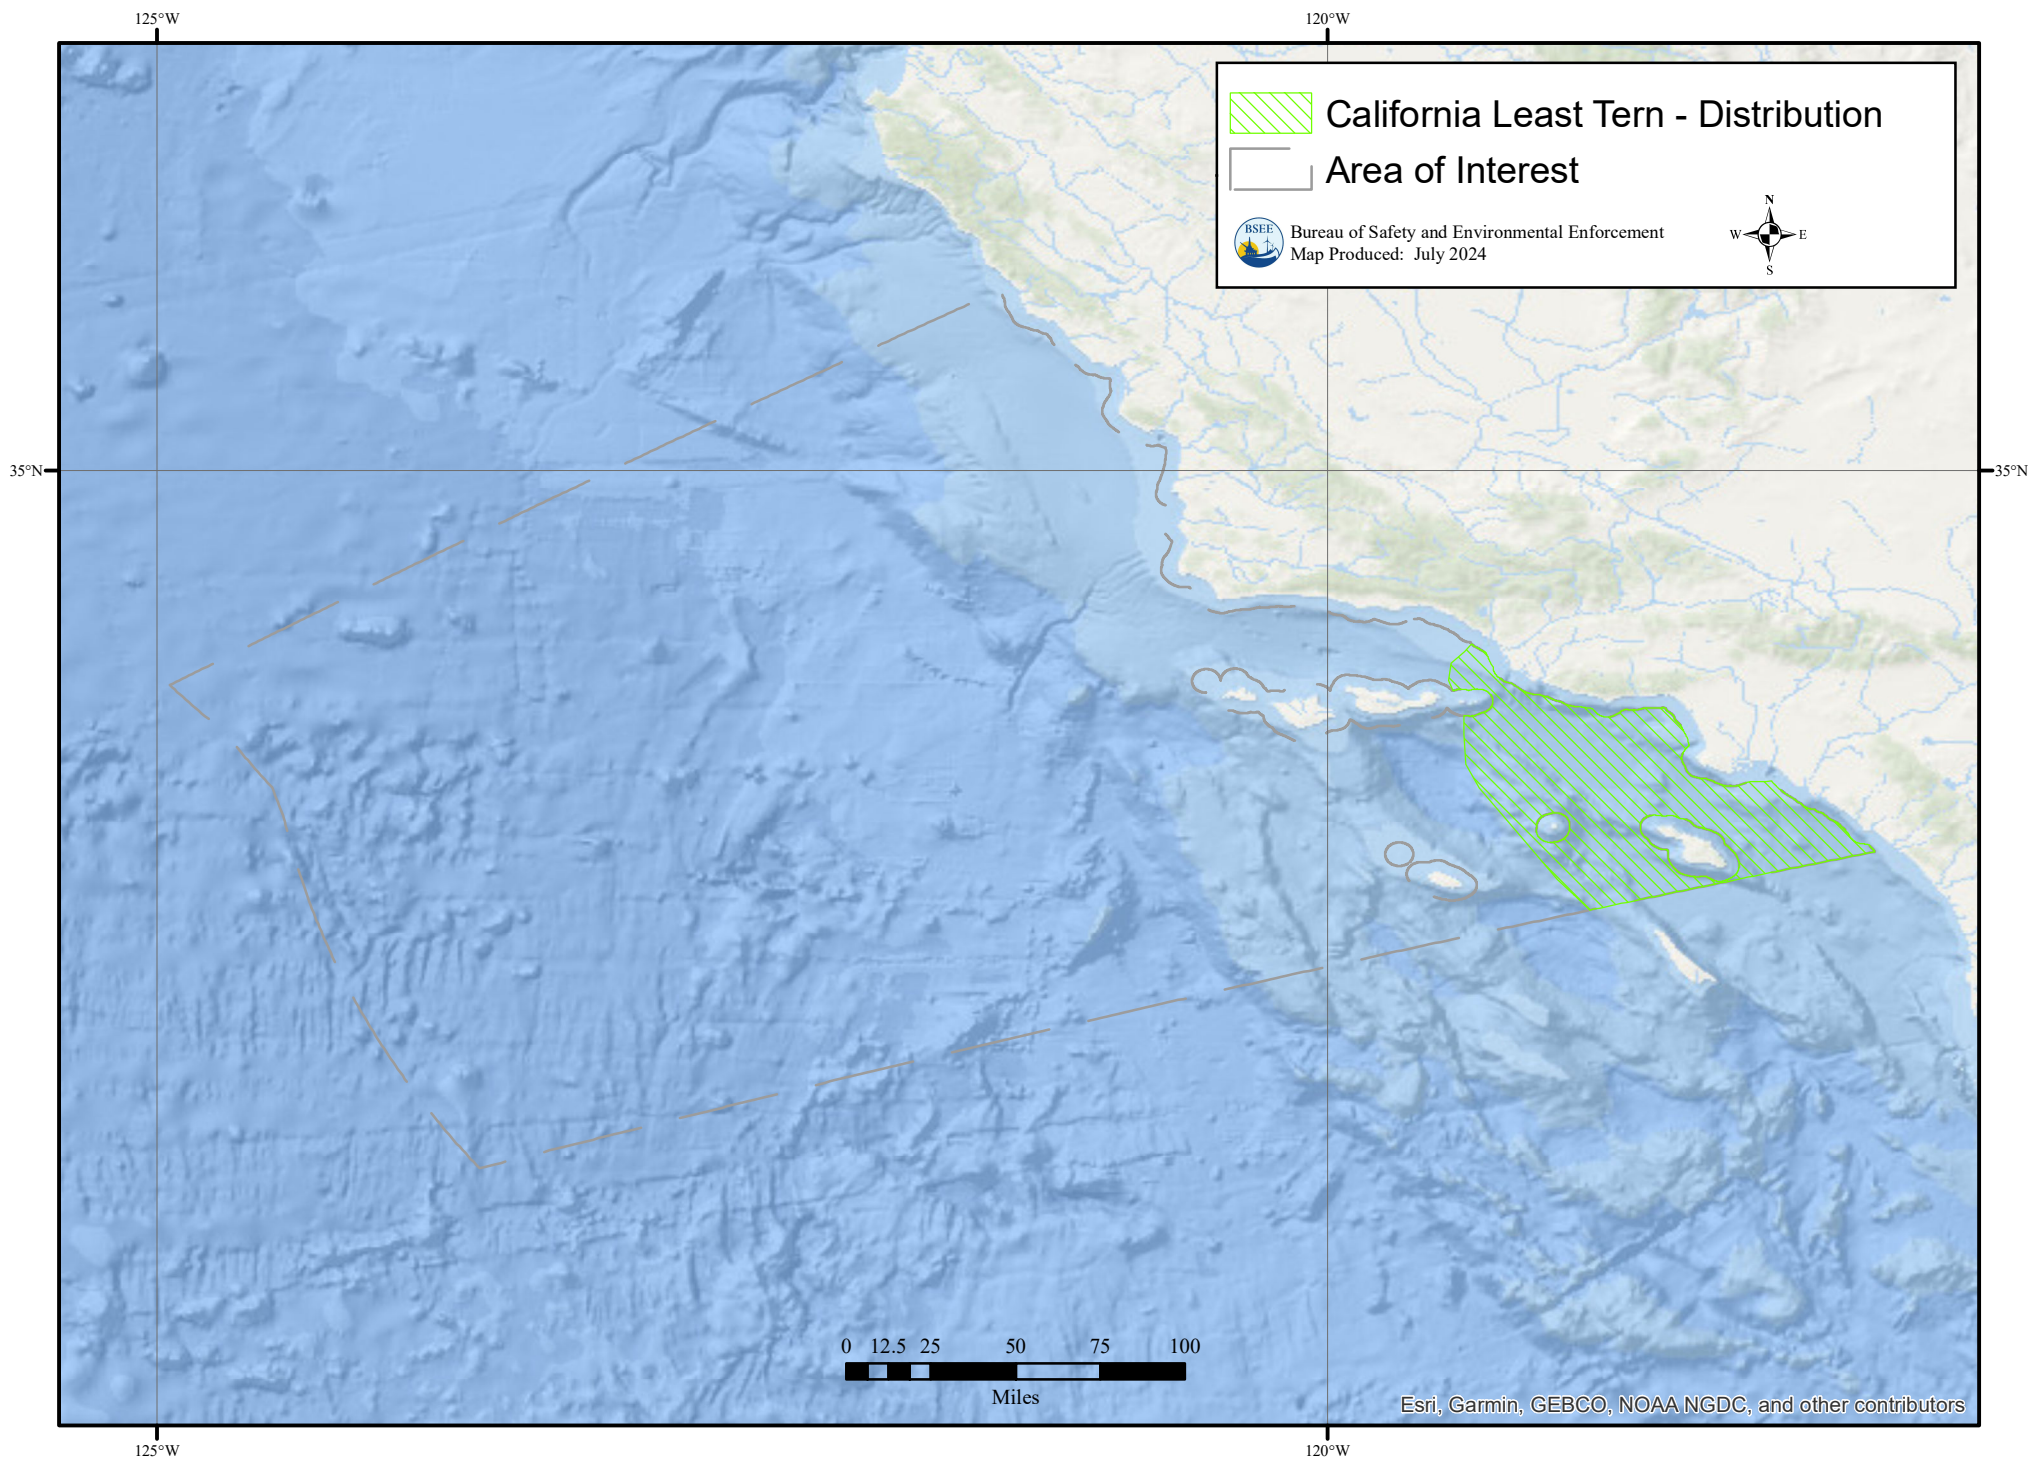 125°W
120°W
California Least Tern - Distribution
Area of Interest
BSEE
Bureau of Safety and Environmental Enforcement
Map Produced: July 2024
N
W
E
S
35°N
35°N
0 12.5 25 50 75 100
Miles
Esri, Garmin, GEBCO, NOAA NGDC, and other contributors
125°W
120°W